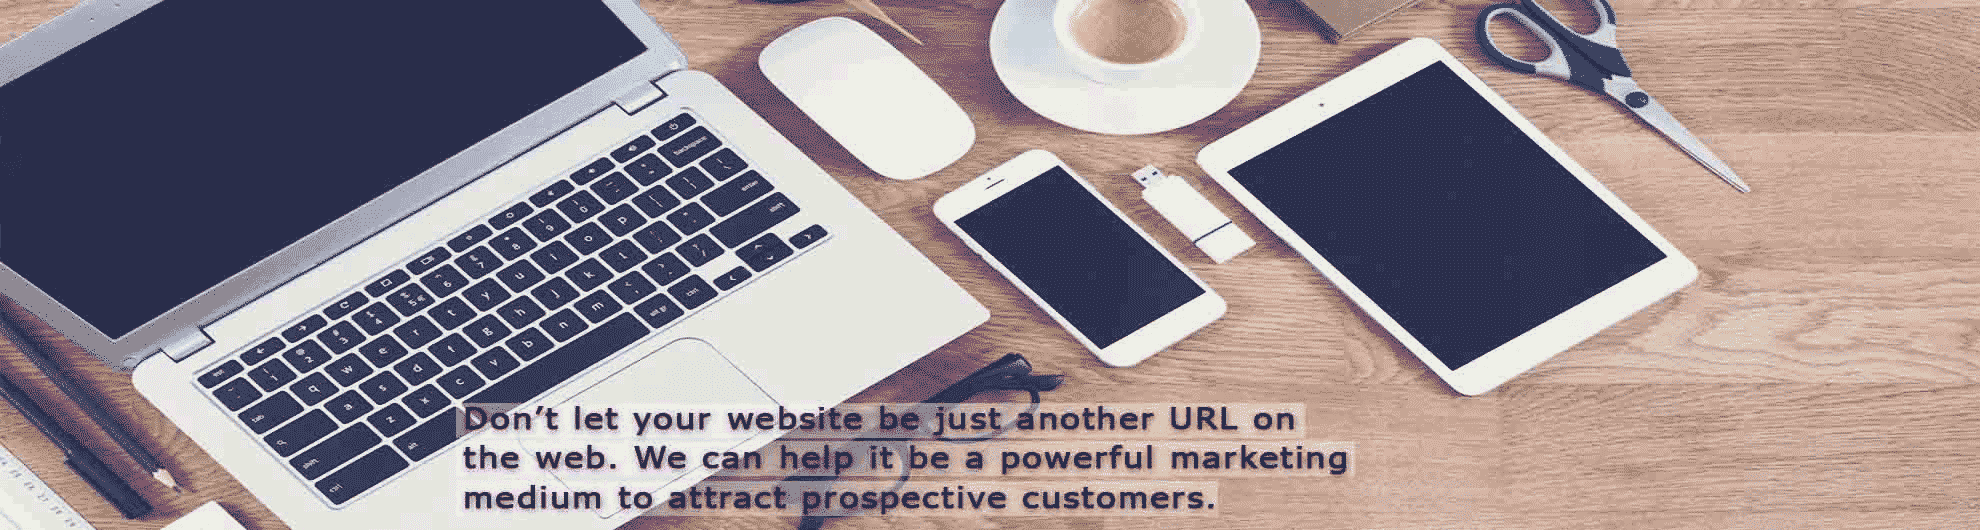 Don’t let your website be just another URL on
the web. We can help it be a powerful marketing
medium to attract prospective customers.